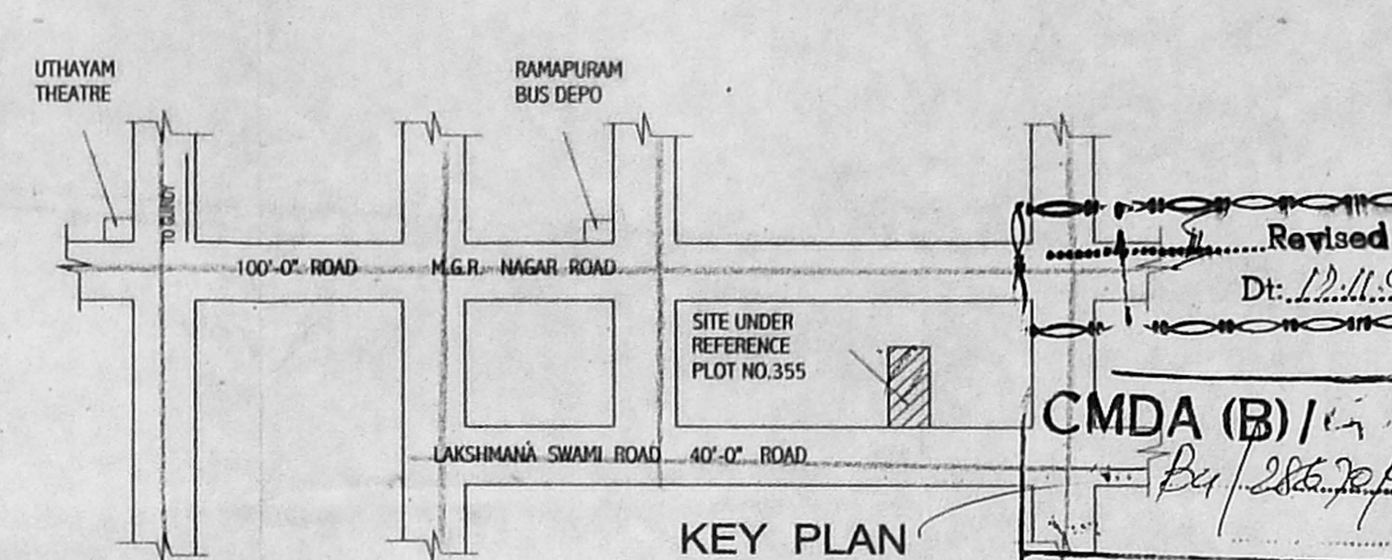 UTHAYAM
THEATRE
RAMAPURAM
BUS DEPO
TO GUINDY
100'-0" ROAD
M.G.R. NAGAR ROAD
Revised
Dt:
SITE UNDER
REFERENCE
PLOT NO.355
CMDA (B)/
LAKSHMANA SWAMI ROAD 40'-0" ROAD
KEY PLAN